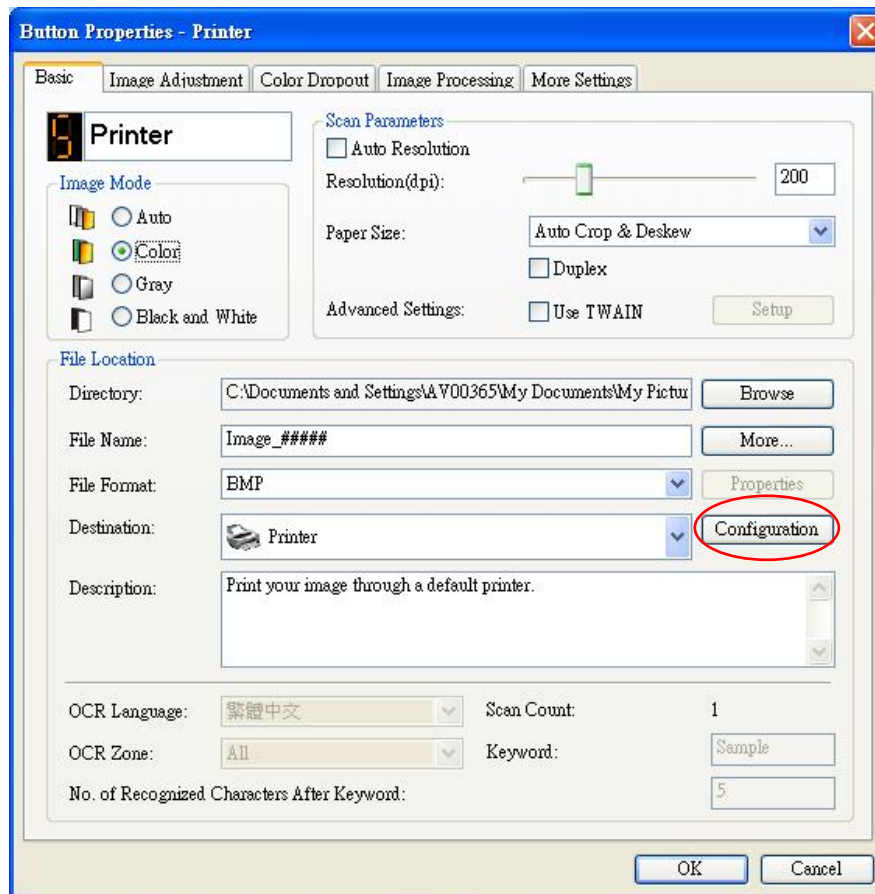 Button Properties - Printer
Basic Image Adjustment Color Dropout Image Processing More Settings
5 Printer
Image Mode
Auto
Color
Gray
Black and White
Scan Parameters
Auto Resolution
Resolution(dpi): 200
Paper Size: Auto Crop & Deskew
Duplex
Advanced Settings: Use TWAIN Setup
File Location
Directory: C:\Documents and Settings\AV00365\My Documents\My Pictur Browse
File Name: Image_##### More...
File Format: BMP Properties
Destination: Printer Configuration
Description: Print your image through a default printer.
OCR Language: 繁體中文 Scan Count: 1
OCR Zone: All Keyword: Sample
No. of Recognized Characters After Keyword: 5
OK Cancel